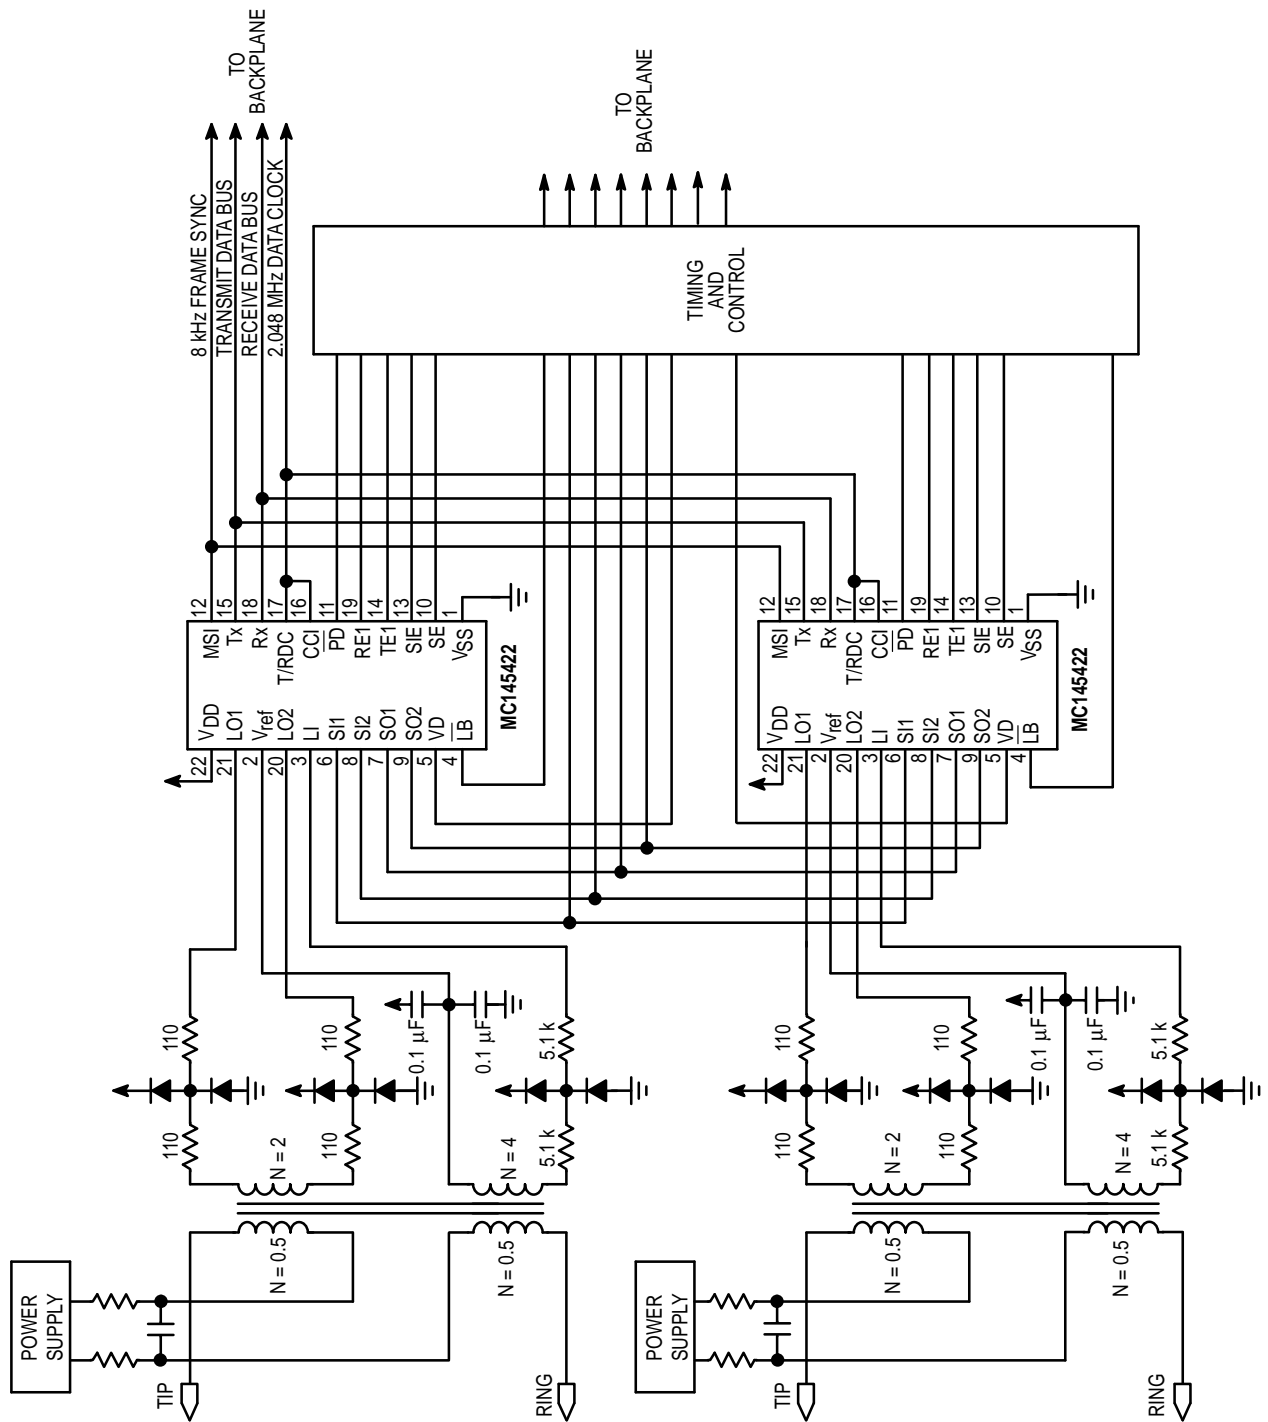 POWER
SUPPLY
TIP
RING
N = 0.5
N = 0.5
N = 2
N = 4
110
110
110
110
5.1 k
5.1 k
0.1 µF
0.1 µF
22
21
2
20
3
6
8
7
9
5
4
VDD
LO1
Vref
LO2
LI
SI1
SI2
SO1
SO2
VD
LB
MSI
Tx
Rx
T/RDC
CCI
PD
RE1
TE1
SIE
SE
VSS
12
15
18
17
16
11
19
14
13
10
1
MC145422
POWER
SUPPLY
TIP
RING
N = 0.5
N = 0.5
N = 2
N = 4
110
110
110
110
5.1 k
5.1 k
0.1 µF
0.1 µF
22
21
2
20
3
6
8
7
9
5
4
VDD
LO1
Vref
LO2
LI
SI1
SI2
SO1
SO2
VD
LB
MSI
Tx
Rx
T/RDC
CCI
PD
RE1
TE1
SIE
SE
VSS
12
15
18
17
16
11
19
14
13
10
1
MC145422
8 kHz FRAME SYNC
TRANSMIT DATA BUS
RECEIVE DATA BUS
2.048 MHz DATA CLOCK
TO
BACKPLANE
TIMING
AND
CONTROL
TO
BACKPLANE